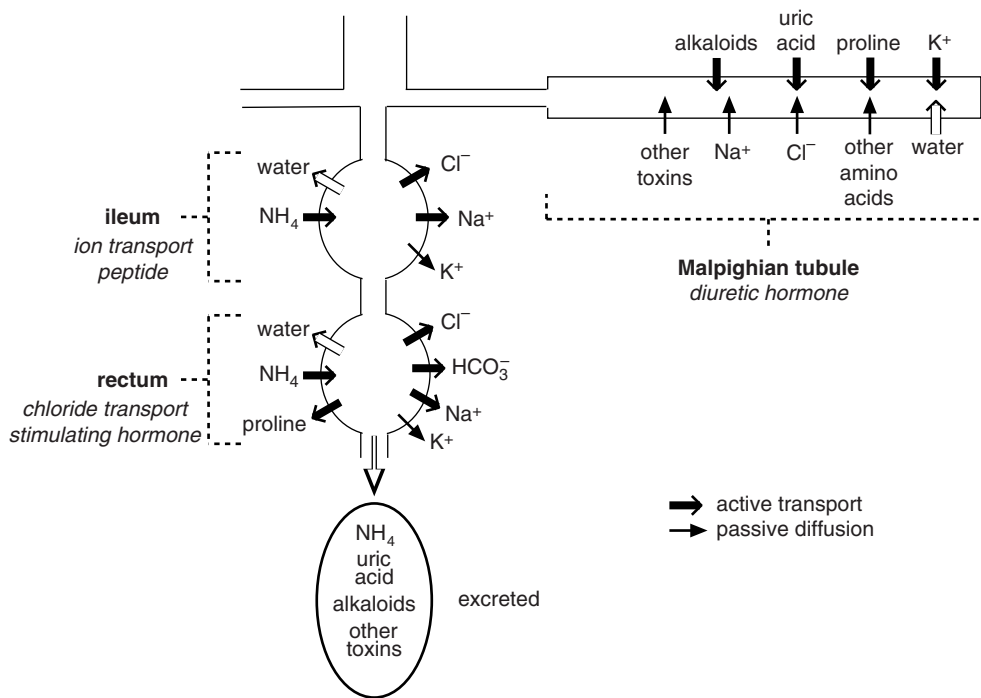 alkaloids
uric
acid
proline
K⁺
other
toxins
Na⁺
Cl⁻
other
amino
acids
water
Malpighian tubule
diuretic hormone
ileum
ion transport
peptide
water
NH₄
Cl⁻
Na⁺
K⁺
rectum
chloride transport
stimulating hormone
water
NH₄
proline
Cl⁻
HCO₃⁻
Na⁺
K⁺
active transport
passive diffusion
NH₄
uric
acid
alkaloids
other
toxins
excreted